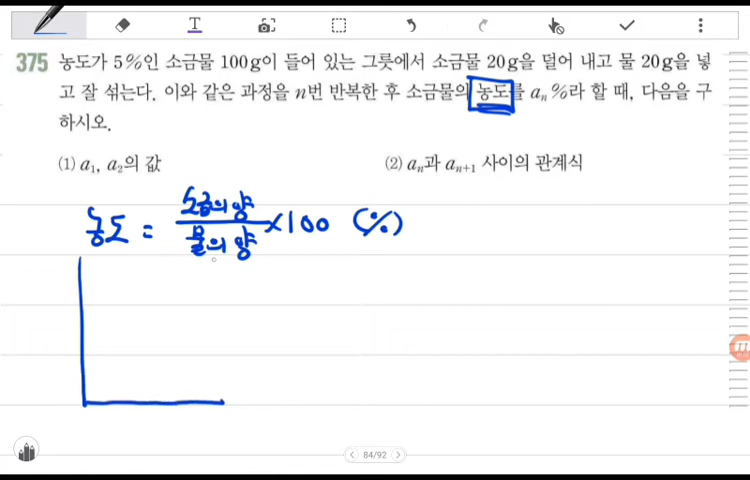 T
375 농도가 5%인 소금물 100g이 들어 있는 그릇에서 소금물 20g을 덜어 내고 물 20g을 넣
고 잘 섞는다. 이와 같은 과정을 n번 반복한 후 소금물의 농도를 aₙ%라 할 때, 다음을 구
하시오.
(1) a₁, a₂의 값
(2) aₙ과 aₙ₊₁ 사이의 관계식
농도 = 소금의 양/물의 양 ×100 (%)
84/92